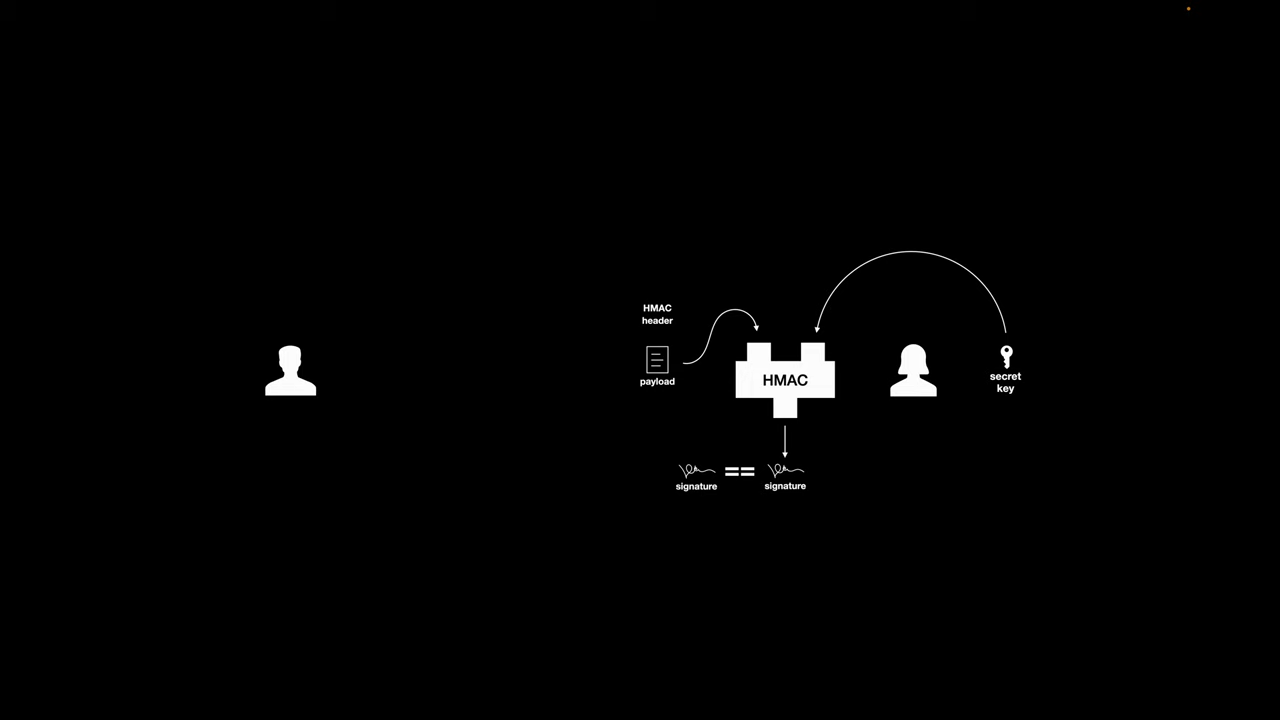 HMAC
header
payload
HMAC
secret
key
signature
==
signature